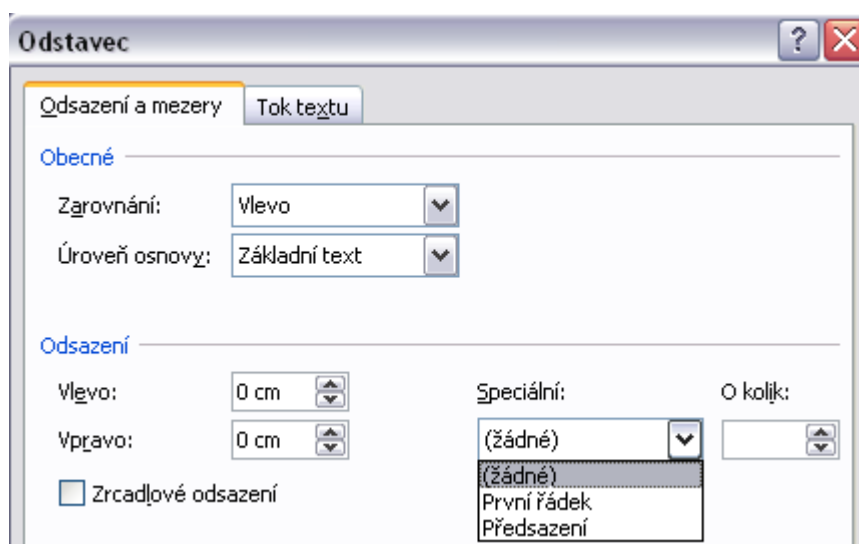 Odstavec
Odsazení a mezery Tok textu
Obecné
Zarovnání: Vlevo
Úroveň osnovy: Základní text
Odsazení
Vlevo: 0 cm Speciální: O kolik:
Vpravo: 0 cm (žádné)
(žádné)
Zrcadlové odsazení První řádek
Předsazení